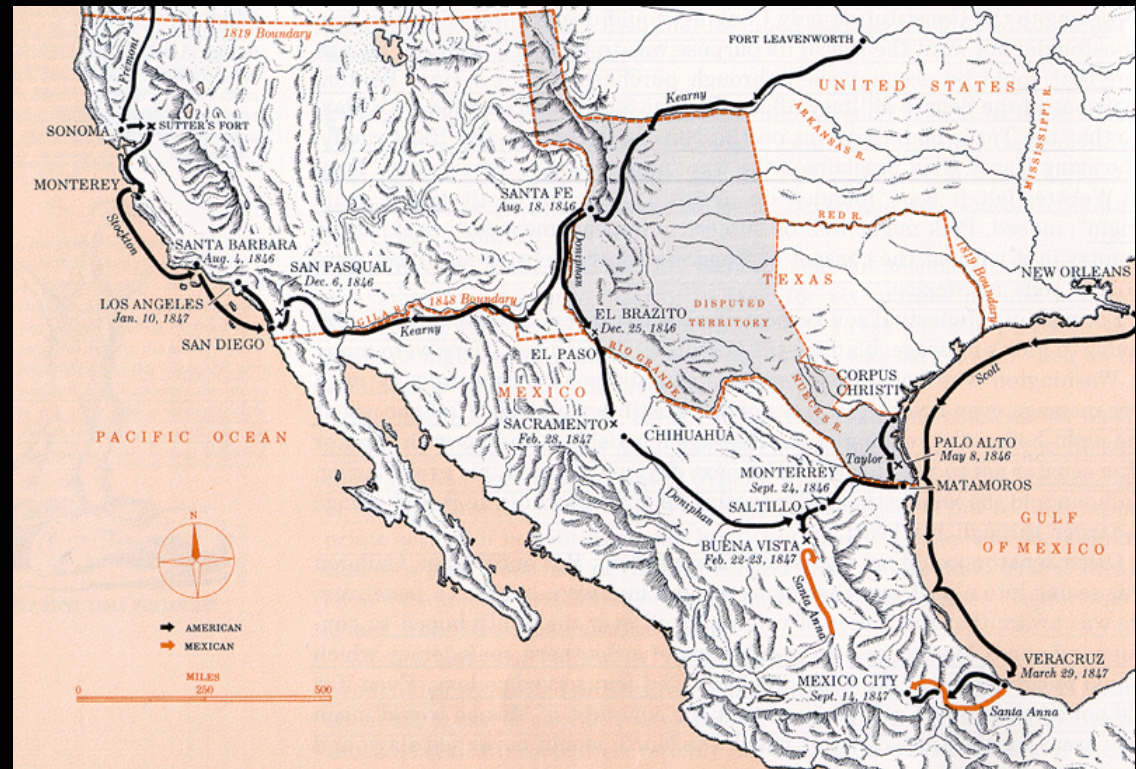 1819 Boundary
Fremont
SONOMA
SUTTER'S FORT
MONTEREY
Stockton
SANTA BARBARA
Aug. 4, 1846
LOS ANGELES
Jan. 10, 1847
SAN PASQUAL
Dec. 6, 1846
SAN DIEGO
GILA R.
1848 Boundary
Kearny
FORT LEAVENWORTH
Kearny
UNITED STATES
ARKANSAS R.
MISSISSIPPI R.
SANTA FE
Aug. 18, 1846
Doniphan
RED R.
1819 Boundary
NEW ORLEANS
TEXAS
DISPUTED
TERRITORY
EL BRAZITO
Dec. 25, 1846
EL PASO
RIO GRANDE
NUECES R.
CORPUS
CHRISTI
Scott
MEXICO
SACRAMENTO
Feb. 28, 1847
CHIHUAHUA
Taylor
PALO ALTO
May 8, 1846
MONTERREY
Sept. 24, 1846
MATAMOROS
SALTILLO
Doniphan
BUENA VISTA
Feb. 22-23, 1847
Santa Anna
PACIFIC OCEAN
GULF
OF MEXICO
N
AMERICAN
MEXICAN
MILES
0 250 500
VERACRUZ
March 29, 1847
MEXICO CITY
Sept. 14, 1847
Santa Anna